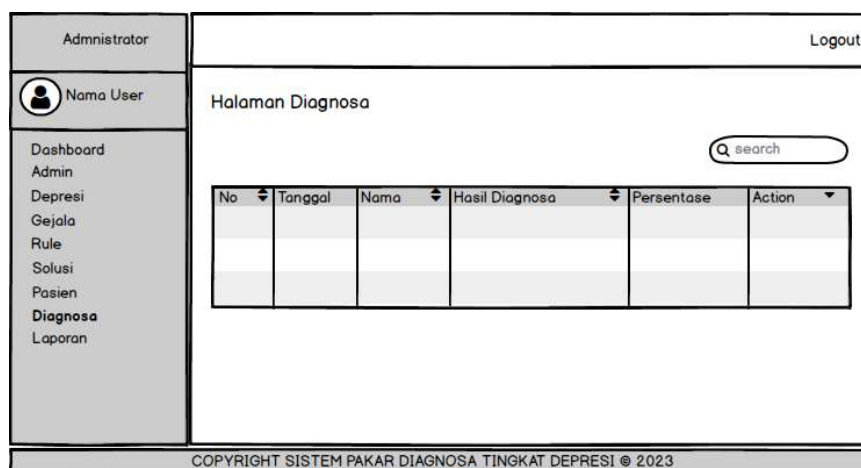 Admnistrator
Logout
Nama User
Halaman Diagnosa
search
Dashboard
Admin
Depresi
Gejala
Rule
Solusi
Pasien
Diagnosa
Laporan
No Tanggal Nama Hasil Diagnosa Persentase Action
COPYRIGHT SISTEM PAKAR DIAGNOSA TINGKAT DEPRESI © 2023